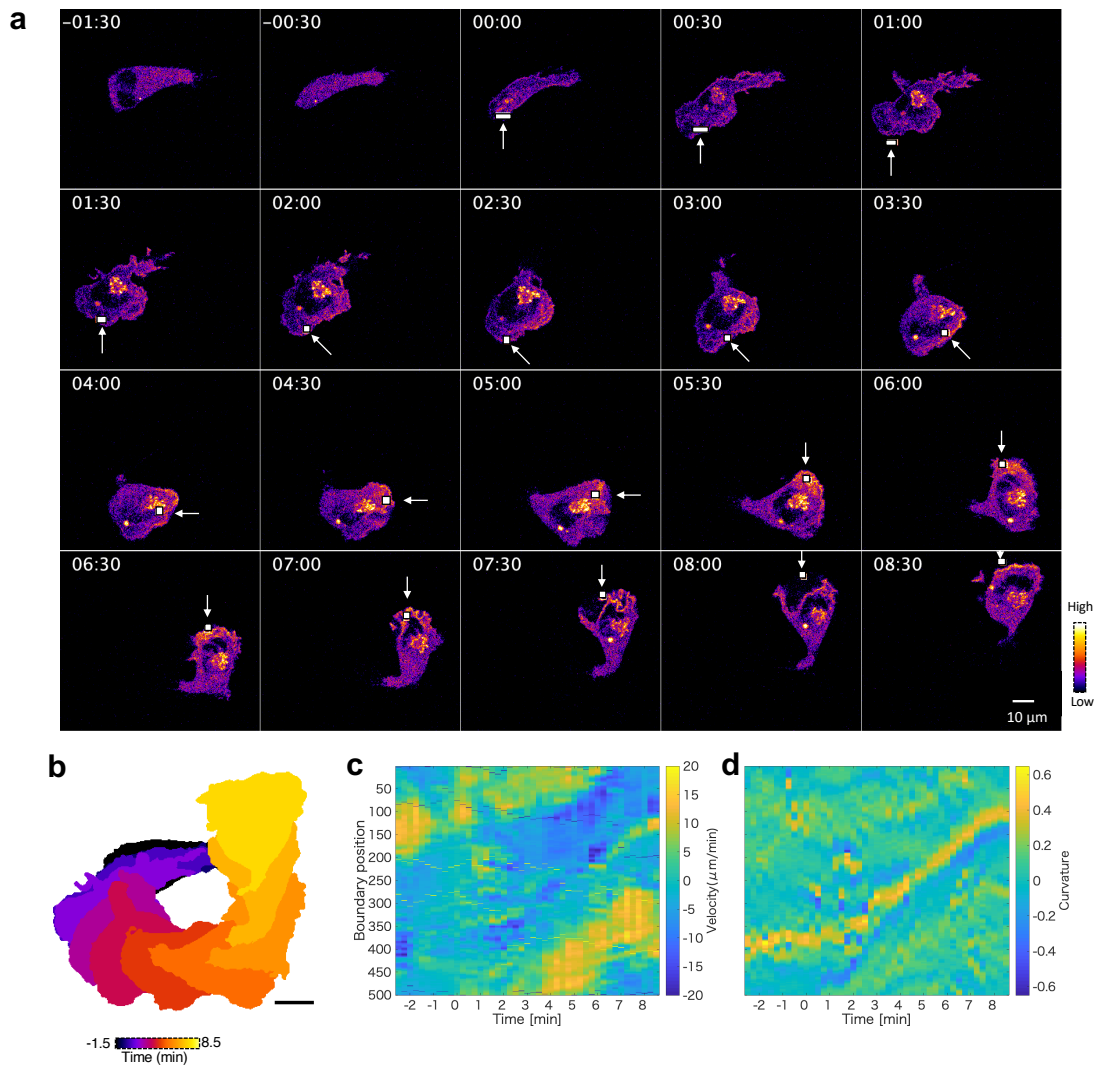 a
−01:30 −00:30 00:00 00:30 01:00
01:30 02:00 02:30 03:00 03:30
04:00 04:30 05:00 05:30 06:00
06:30 07:00 07:30 08:00 08:30
High
Low
10 μm
b
-1.5 8.5
Time (min)
c
Boundary position
50
100
150
200
250
300
350
400
450
500
-2 -1 0 1 2 3 4 5 6 7 8
Time [min]
20
15
10
5
0
-5
-10
-15
-20
Velocity(μm/min)
d
-2 -1 0 1 2 3 4 5 6 7 8
Time [min]
0.6
0.4
0.2
0
-0.2
-0.4
-0.6
Curvature